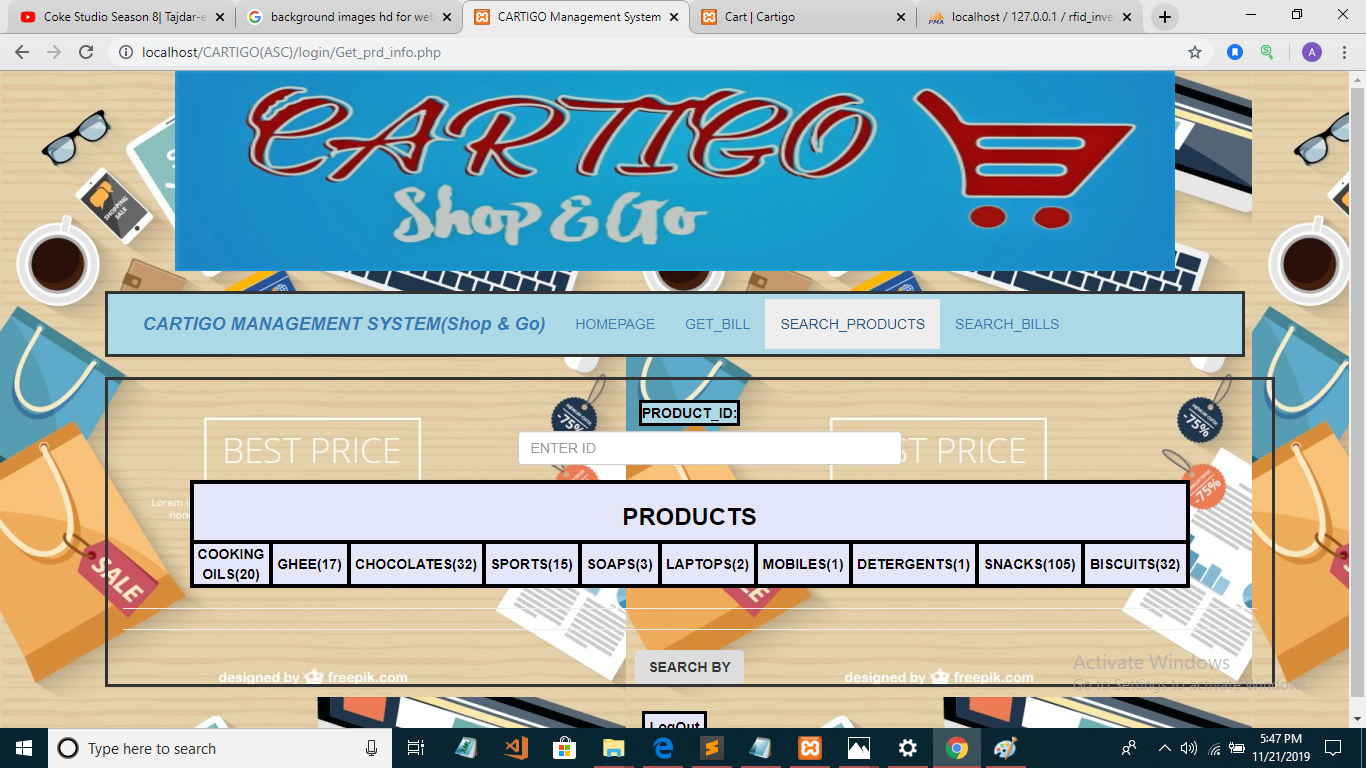 Coke Studio Season 8| Tajdar-e
background images hd for web
CARTIGO Management System
Cart | Cartigo
localhost / 127.0.0.1 / rfid_inve
localhost/CARTIGO(ASC)/login/Get_prd_info.php
A
CARTIGO
Shop & Go
SHOPPING
SALE
CARTIGO MANAGEMENT SYSTEM(Shop & Go)
HOMEPAGE
GET_BILL
SEARCH_PRODUCTS
SEARCH_BILLS
PRODUCT_ID:
-75%
-75%
BEST PRICE
ENTER ID
ST PRICE
-75%
Lorem i
non
PRODUCTS
COOKING
OILS(20)
GHEE(17)
CHOCOLATES(32)
SPORTS(15)
SOAPS(3)
LAPTOPS(2)
MOBILES(1)
DETERGENTS(1)
SNACKS(105)
BISCUITS(32)
SALE
SALE
SEARCH BY
designed by freepik.com
designed by freepik.com
Activate Windows
Go to Settings to activate Windows.
LogOut
Type here to search
5:47 PM
11/21/2019